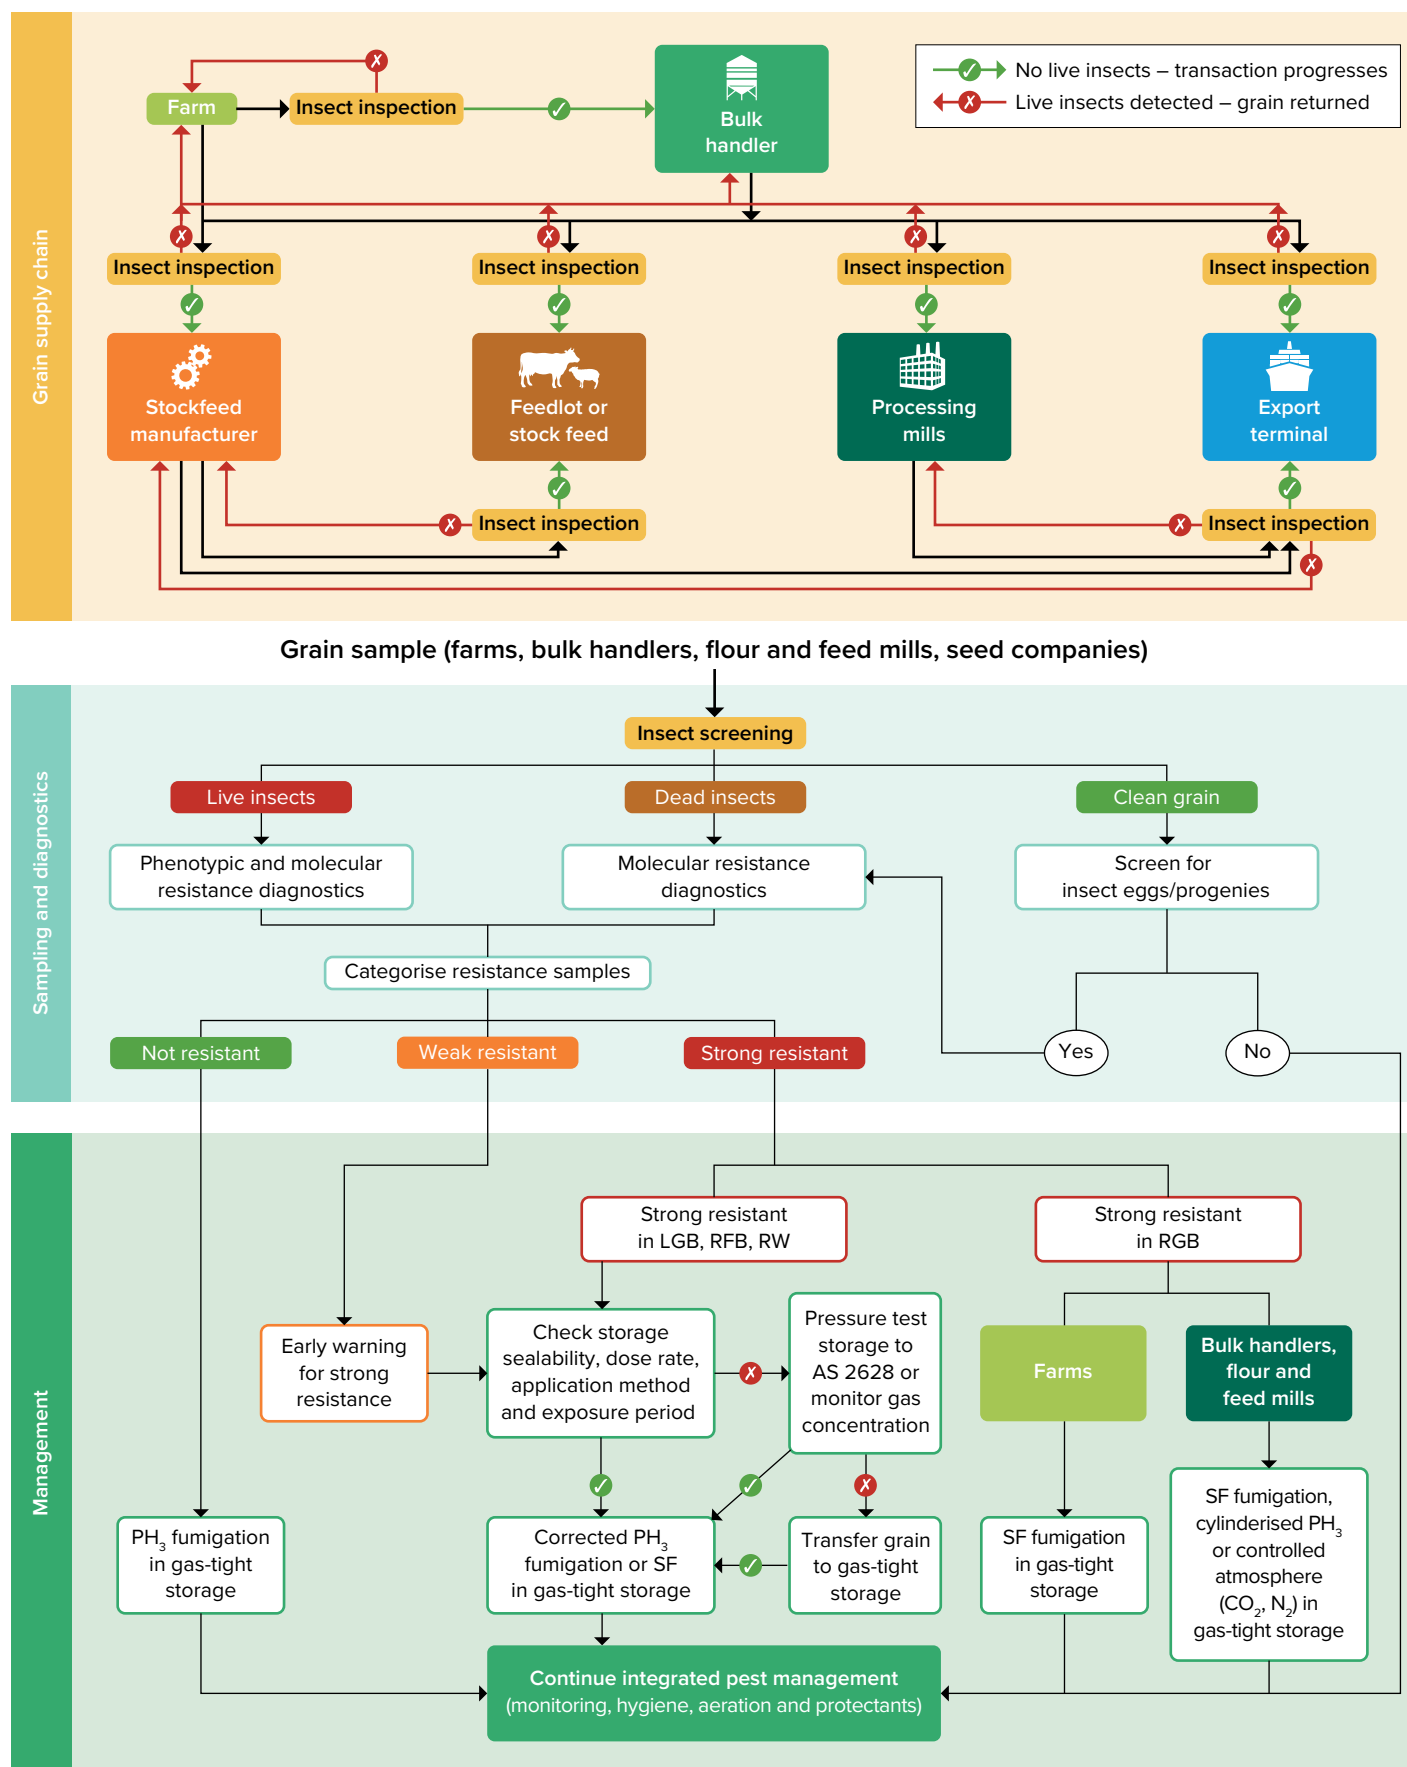 Grain supply chain
No live insects – transaction progresses
Live insects detected – grain returned
Farm
Insect inspection
Bulk
handler
Insect inspection
Insect inspection
Insect inspection
Insect inspection
Stockfeed
manufacturer
Feedlot or
stock feed
Processing
mills
Export
terminal
Insect inspection
Insect inspection
Grain sample (farms, bulk handlers, flour and feed mills, seed companies)
Sampling and diagnostics
Insect screening
Live insects
Dead insects
Clean grain
Phenotypic and molecular
resistance diagnostics
Molecular resistance
diagnostics
Screen for
insect eggs/progenies
Categorise resistance samples
Not resistant
Weak resistant
Strong resistant
Yes
No
Management
Strong resistant
in LGB, RFB, RW
Strong resistant
in RGB
Early warning
for strong
resistance
Check storage
sealability, dose rate,
application method
and exposure period
Pressure test
storage to
AS 2628 or
monitor gas
concentration
Farms
Bulk handlers,
flour and
feed mills
PH₃ fumigation
in gas-tight
storage
Corrected PH₃
fumigation or SF
in gas-tight storage
Transfer grain
to gas-tight
storage
SF fumigation
in gas-tight
storage
SF fumigation,
cylinderised PH₃
or controlled
atmosphere
(CO₂, N₂) in
gas-tight storage
Continue integrated pest management
(monitoring, hygiene, aeration and protectants)